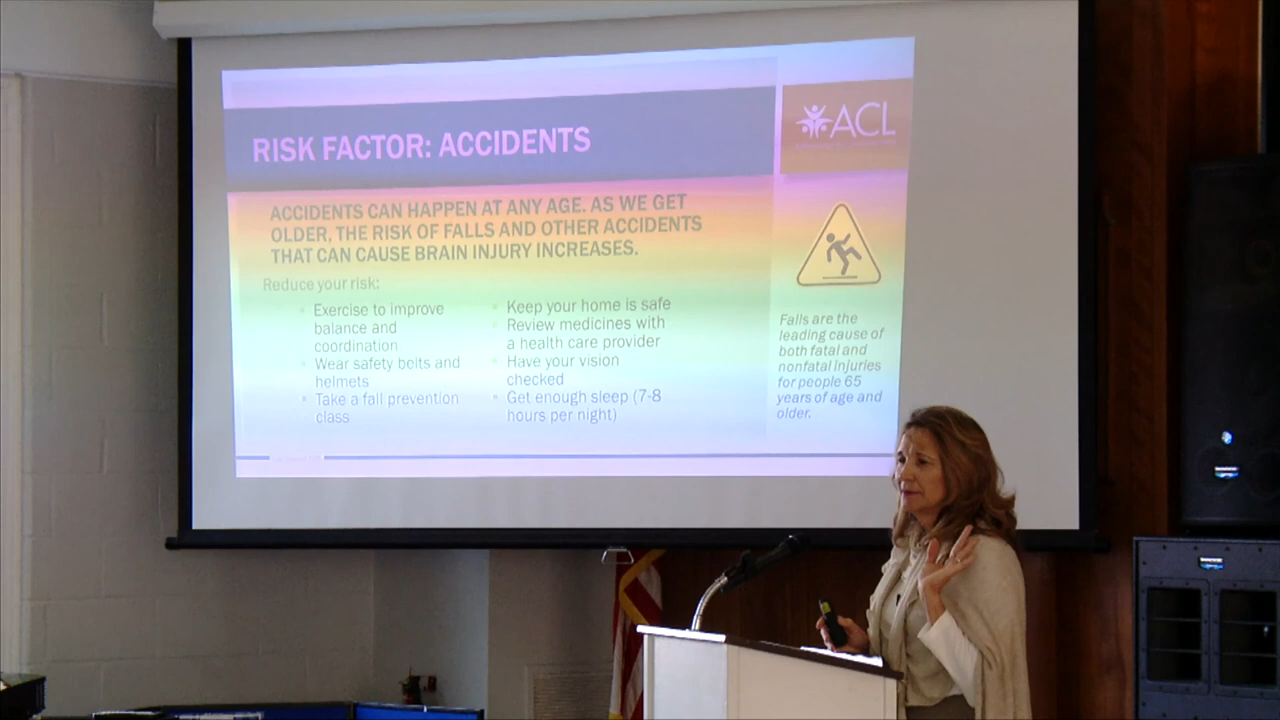 RISK FACTOR: ACCIDENTS
ACL
ACCIDENTS CAN HAPPEN AT ANY AGE. AS WE GET
OLDER, THE RISK OF FALLS AND OTHER ACCIDENTS
THAT CAN CAUSE BRAIN INJURY INCREASES.
Reduce your risk:
Exercise to improve
balance and
coordination
Wear safety belts and
helmets
Take a fall prevention
class
Keep your home is safe
Review medicines with
a health care provider
Have your vision
checked
Get enough sleep (7-8
hours per night)
Falls are the
leading cause of
both fatal and
nonfatal injuries
for people 65
years of age and
older.